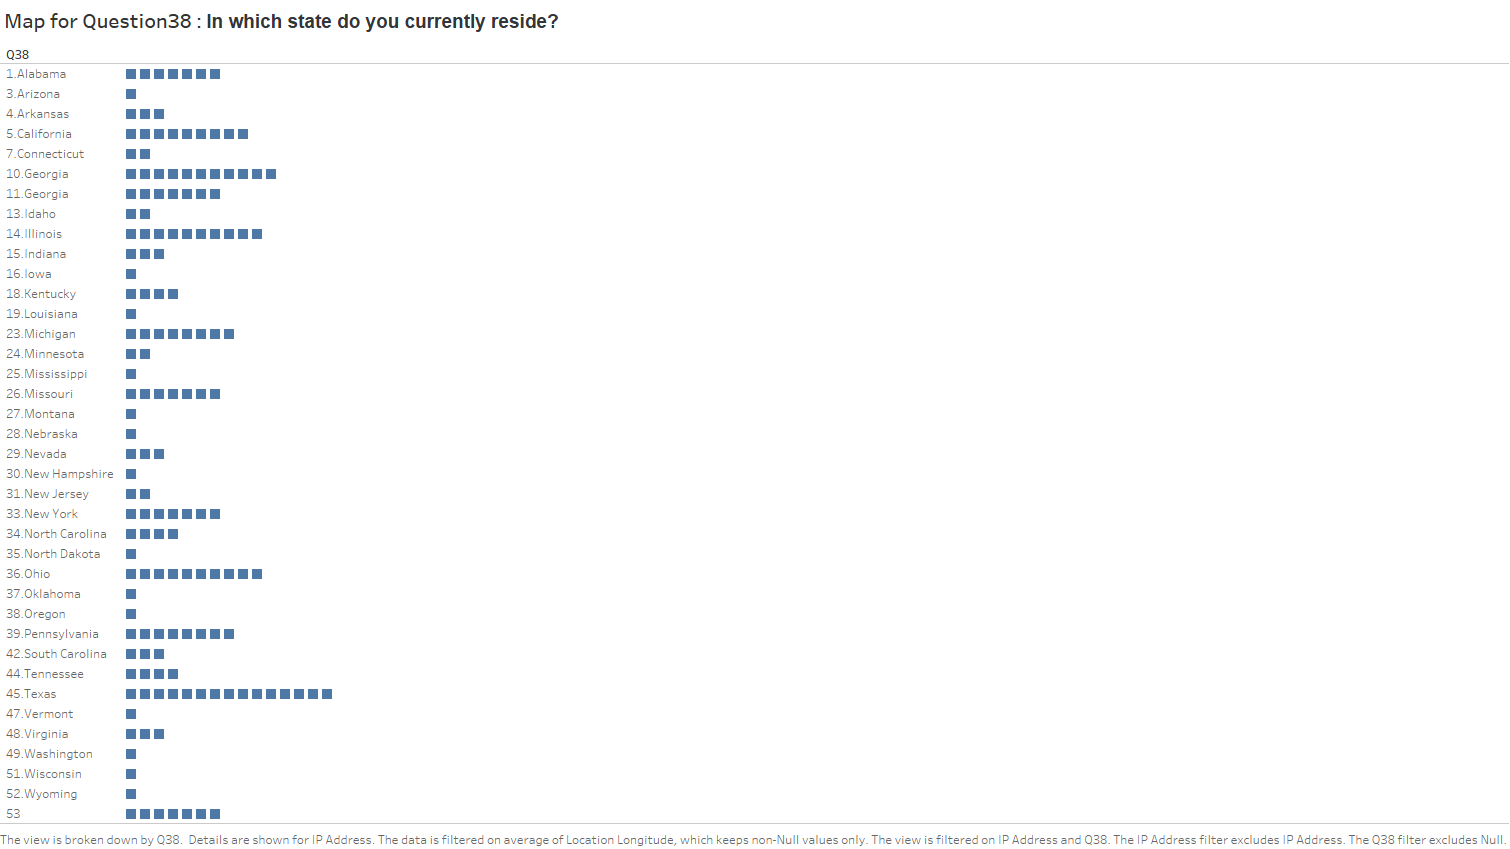 Map for Question38 : In which state do you currently reside?
Q38
1.Alabama
3.Arizona
4.Arkansas
5.California
7.Connecticut
10.Georgia
11.Georgia
13.Idaho
14.Illinois
15.Indiana
16.Iowa
18.Kentucky
19.Louisiana
23.Michigan
24.Minnesota
25.Mississippi
26.Missouri
27.Montana
28.Nebraska
29.Nevada
30.New Hampshire
31.New Jersey
33.New York
34.North Carolina
35.North Dakota
36.Ohio
37.Oklahoma
38.Oregon
39.Pennsylvania
42.South Carolina
44.Tennessee
45.Texas
47.Vermont
48.Virginia
49.Washington
51.Wisconsin
52.Wyoming
53
The view is broken down by Q38. Details are shown for IP Address. The data is filtered on average of Location Longitude, which keeps non-Null values only. The view is filtered on IP Address and Q38. The IP Address filter excludes IP Address. The Q38 filter excludes Null.